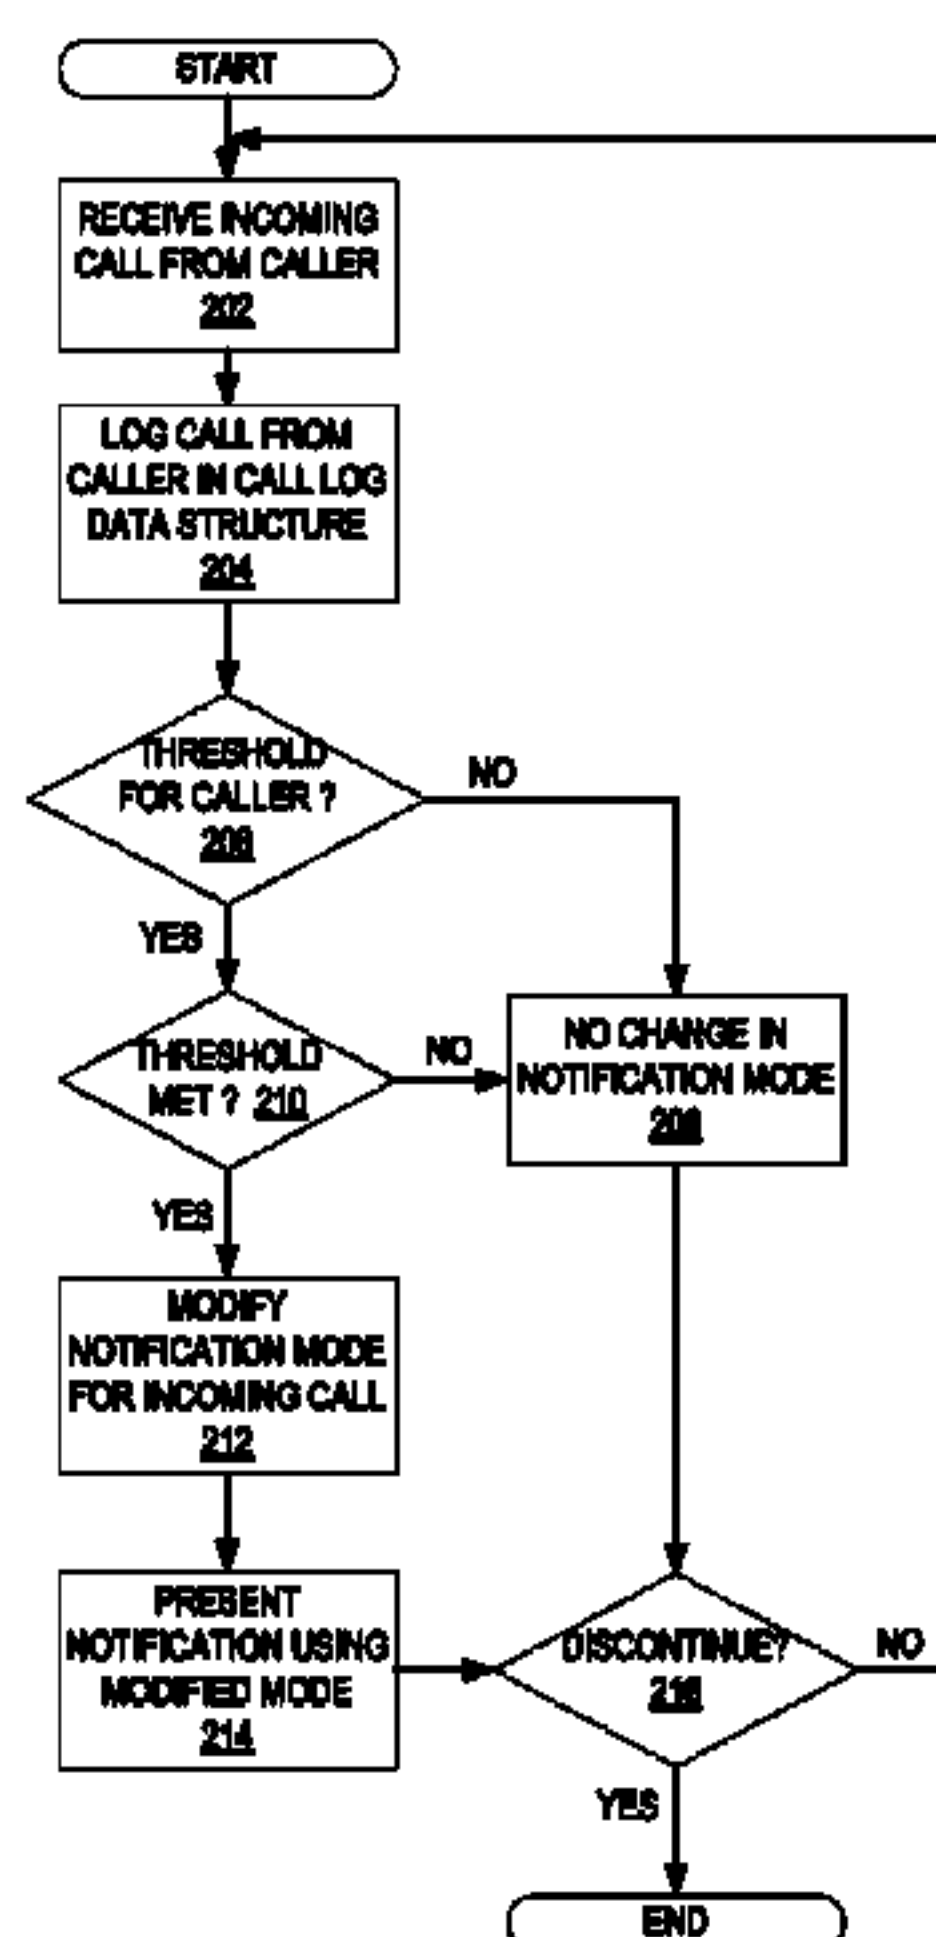 START
RECEIVE INCOMING
CALL FROM CALLER
202
LOG CALL FROM
CALLER IN CALL LOG
DATA STRUCTURE
204
THRESHOLD
FOR CALLER ?
NO
YES
THRESHOLD
MET ? 210
NO
NO CHANGE IN
NOTIFICATION MODE
YES
MODIFY
NOTIFICATION MODE
FOR INCOMING CALL
212
PRESENT
NOTIFICATION USING
MODIFIED MODE
214
DISCONTINUE?
216
NO
YES
END